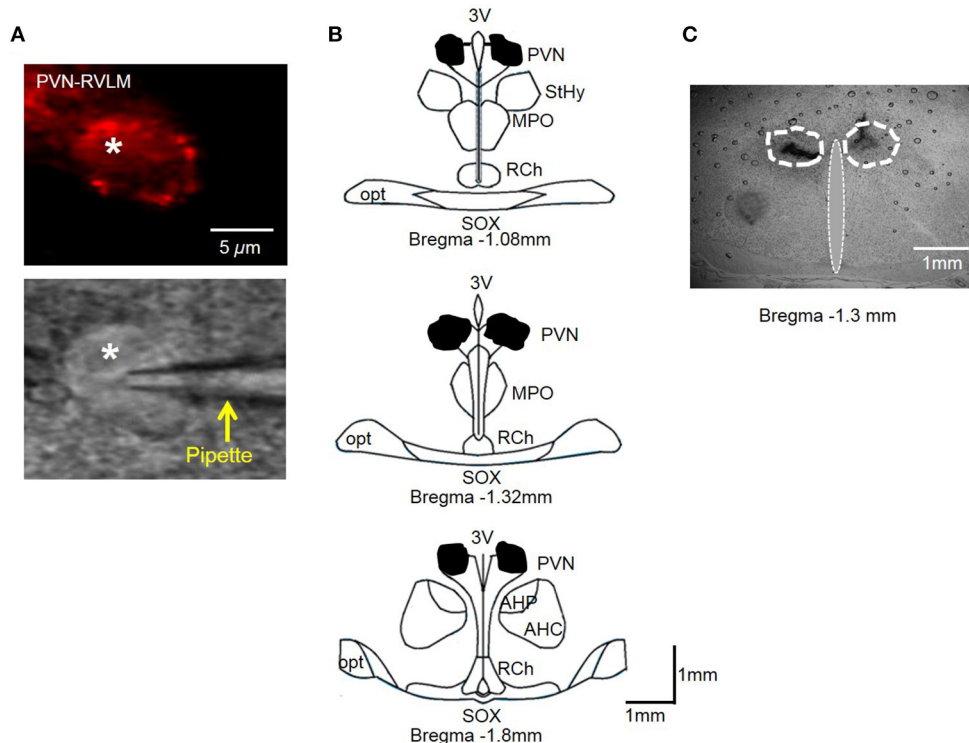 A
PVN-RVLM
*
5 µm
*
Pipette
B
3V
PVN
StHy
MPO
RCh
opt
SOX
Bregma -1.08mm
3V
PVN
MPO
RCh
opt
SOX
Bregma -1.32mm
3V
PVN
AHP
AHC
RCh
opt
SOX
Bregma -1.8mm
1mm
1mm
C
1mm
Bregma -1.3 mm